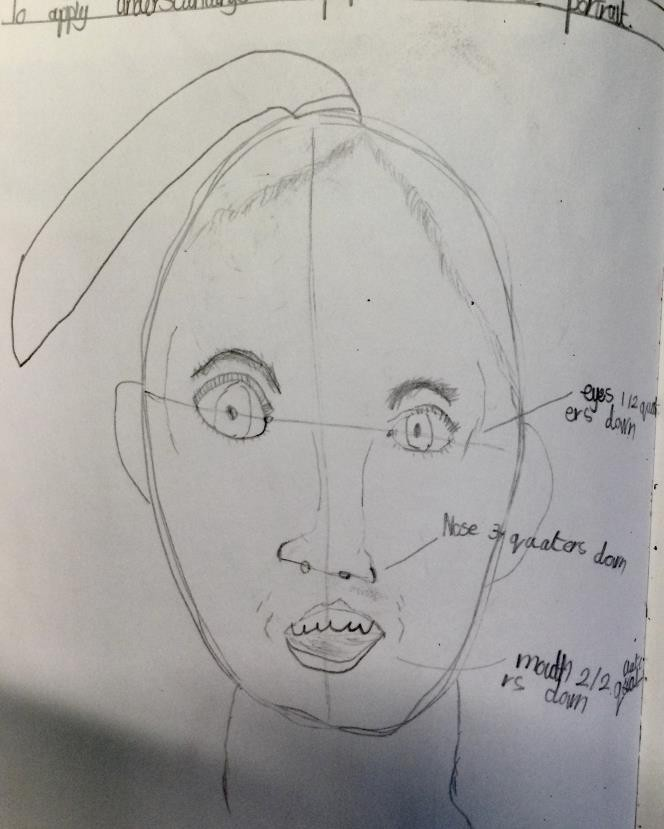 To apply understanding portrait.
eyes 1/2 quat
ers down
Nose 3/4 quaters down
mouth 2/2
rs down